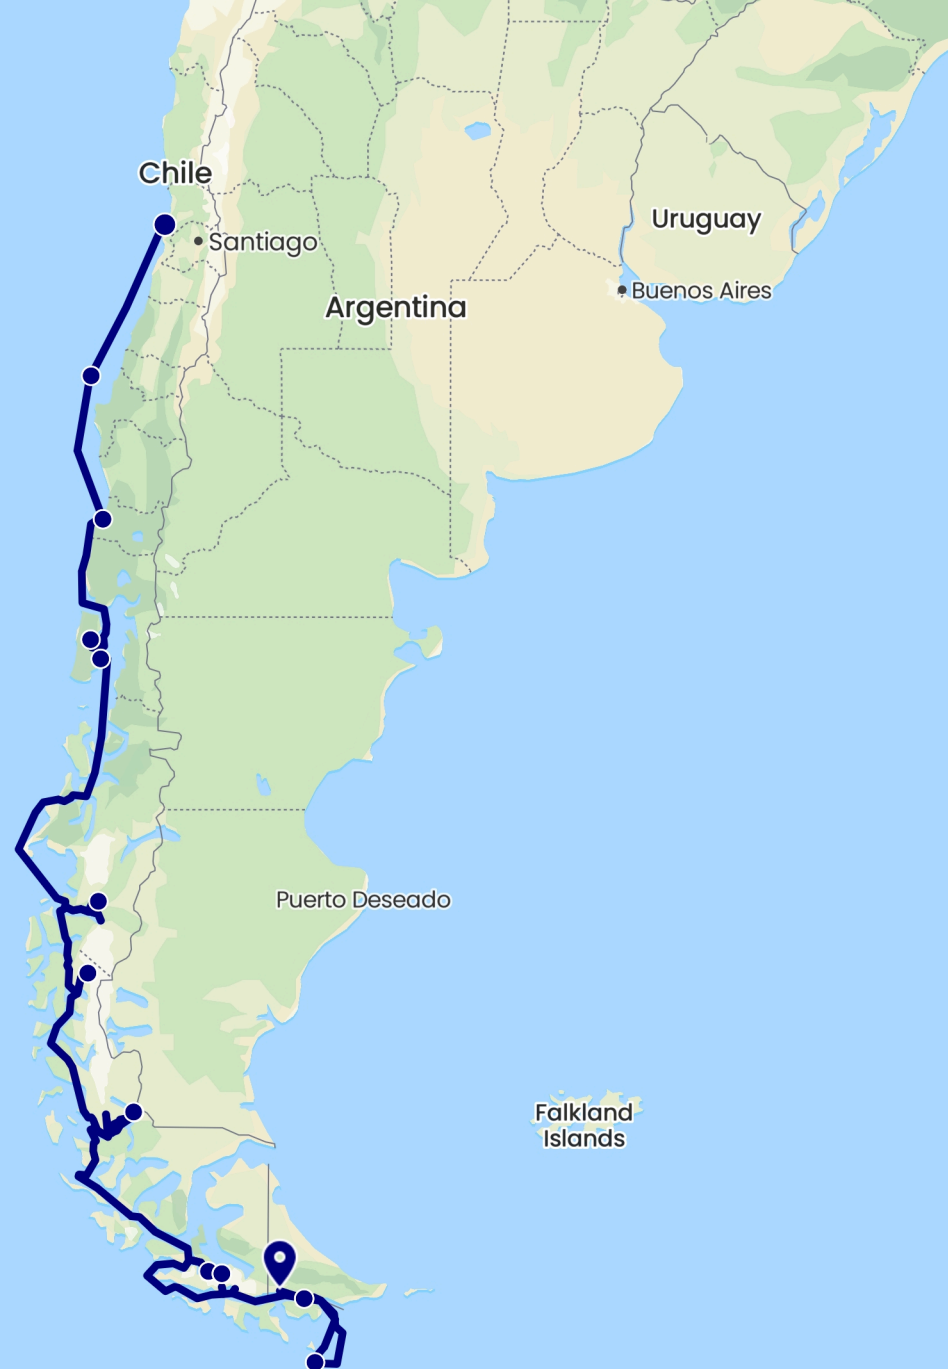 Chile
Santiago
Uruguay
Buenos Aires
Argentina
Puerto Deseado
Falkland
Islands